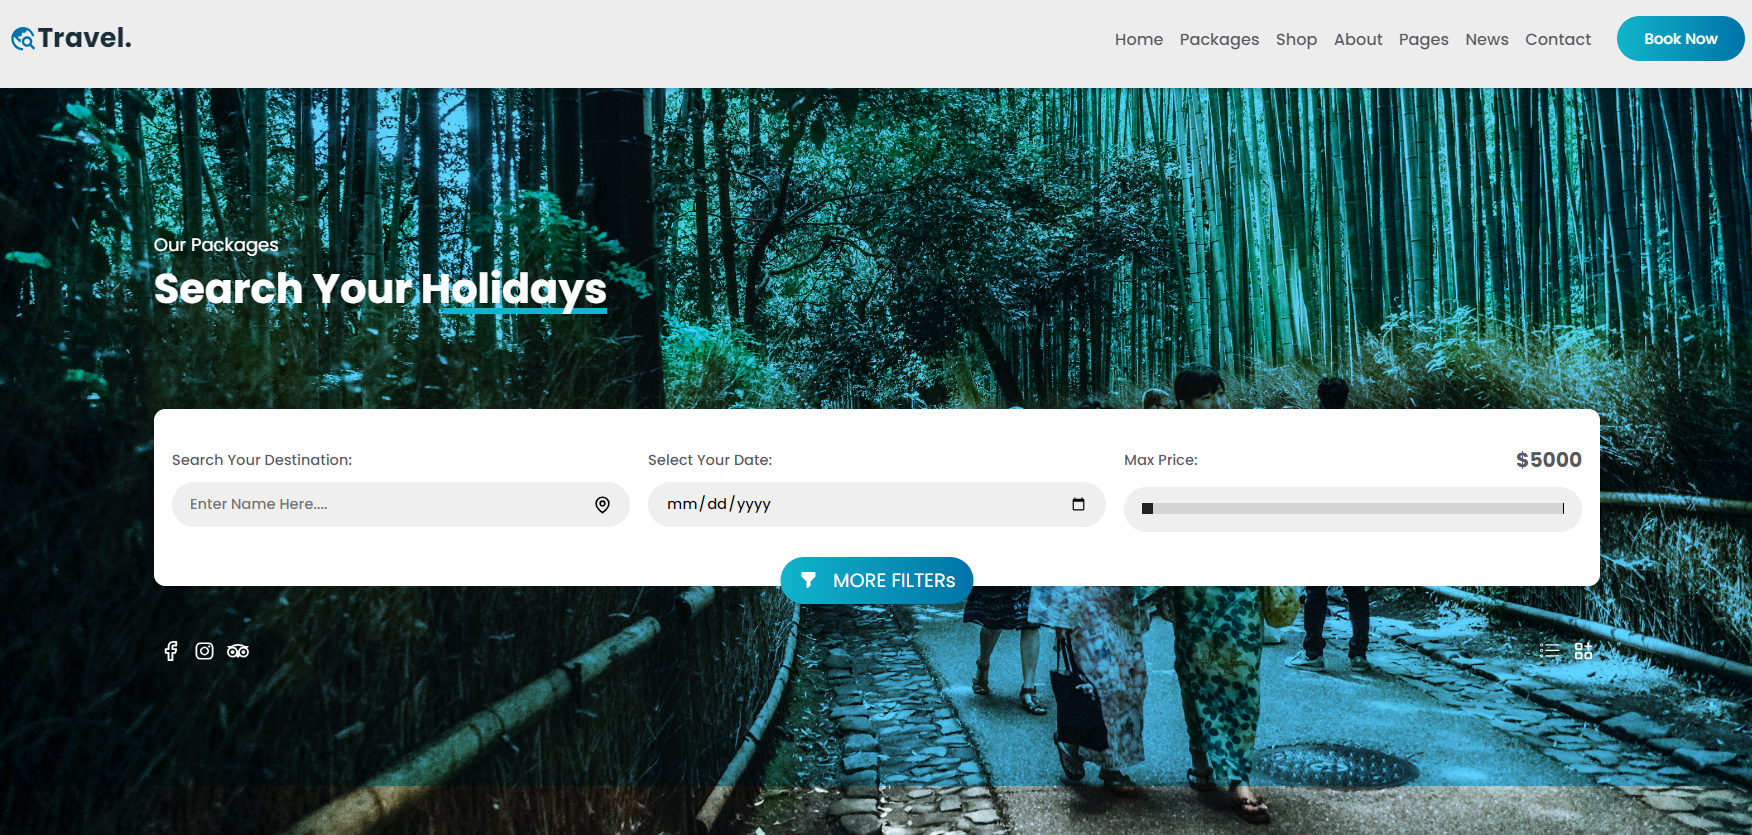 Travel.
Home Packages Shop About Pages News Contact Book Now
Our Packages
Search Your Holidays
Search Your Destination: Select Your Date: Max Price: $5000
Enter Name Here.... mm/dd/yyyy
MORE FILTERs